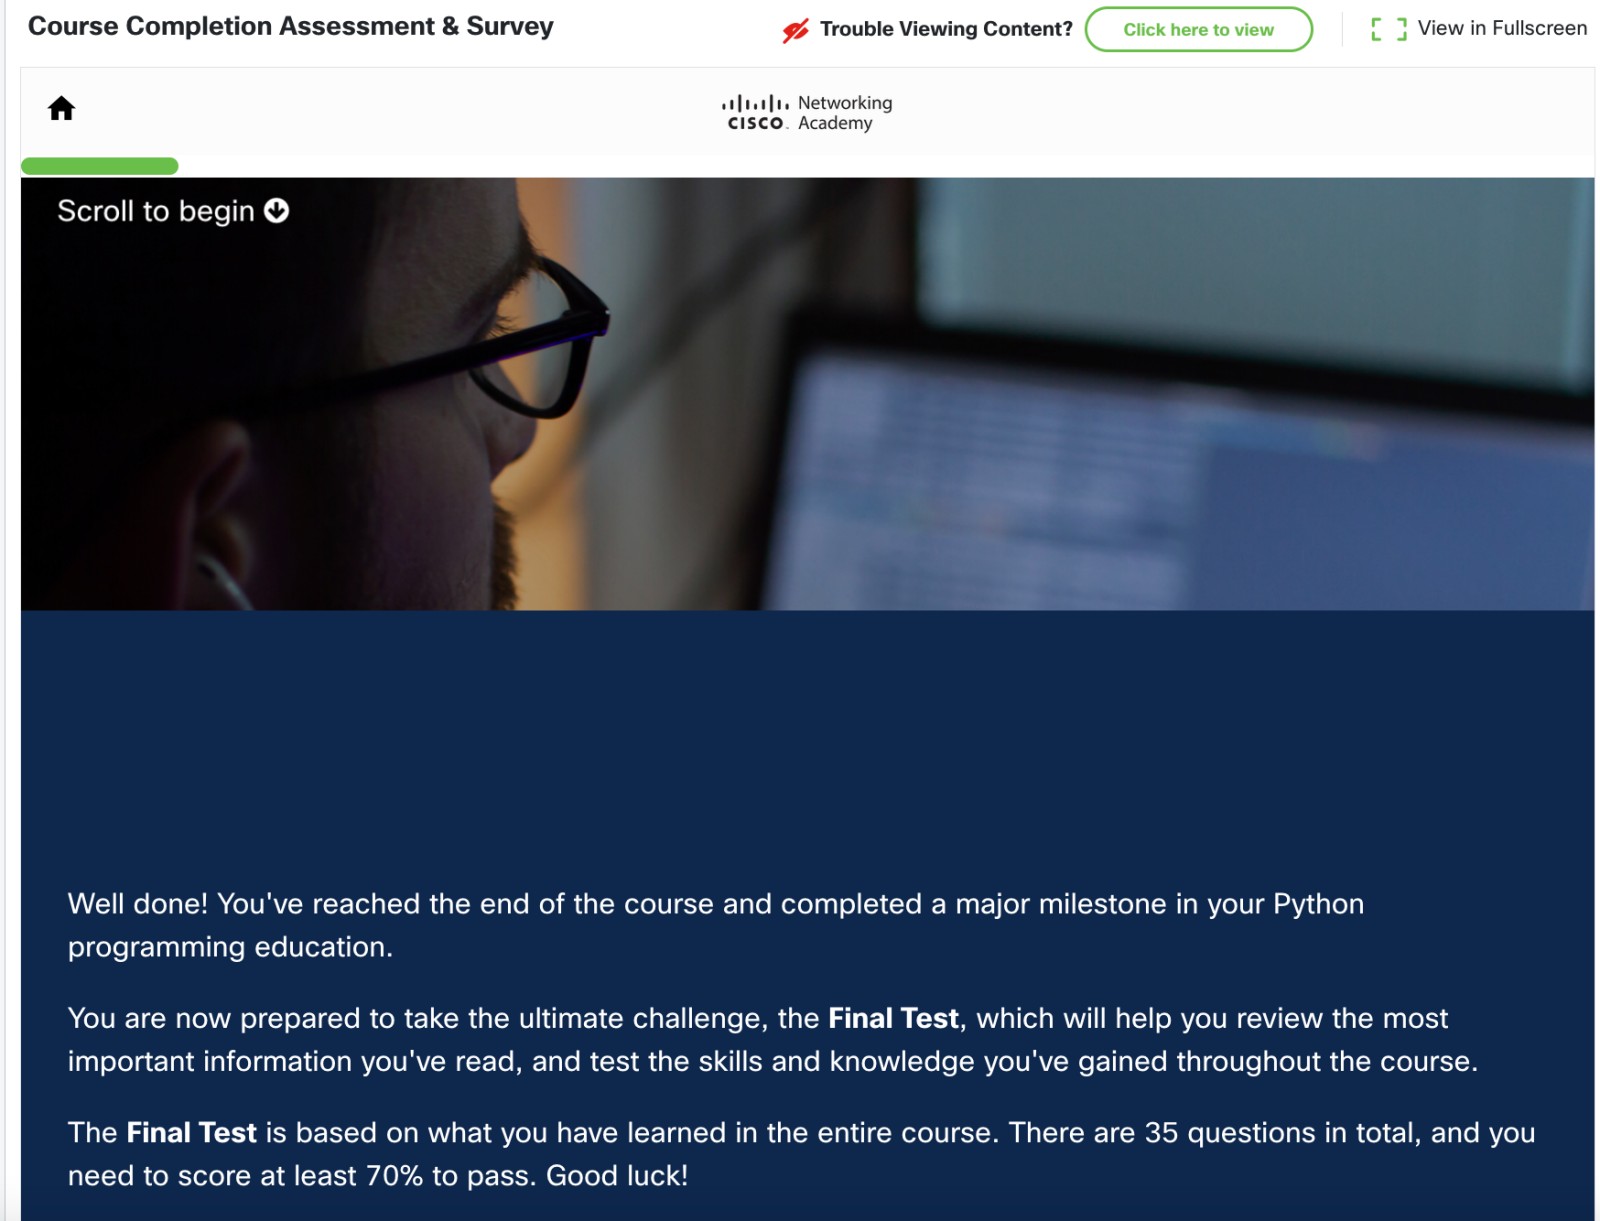 Course Completion Assessment & Survey
Trouble Viewing Content?
Click here to view
View in Fullscreen
CISCO
Networking
Academy
Scroll to begin
Well done! You've reached the end of the course and completed a major milestone in your Python
programming education.
You are now prepared to take the ultimate challenge, the Final Test, which will help you review the most
important information you've read, and test the skills and knowledge you've gained throughout the course.
The Final Test is based on what you have learned in the entire course. There are 35 questions in total, and you
need to score at least 70% to pass. Good luck!